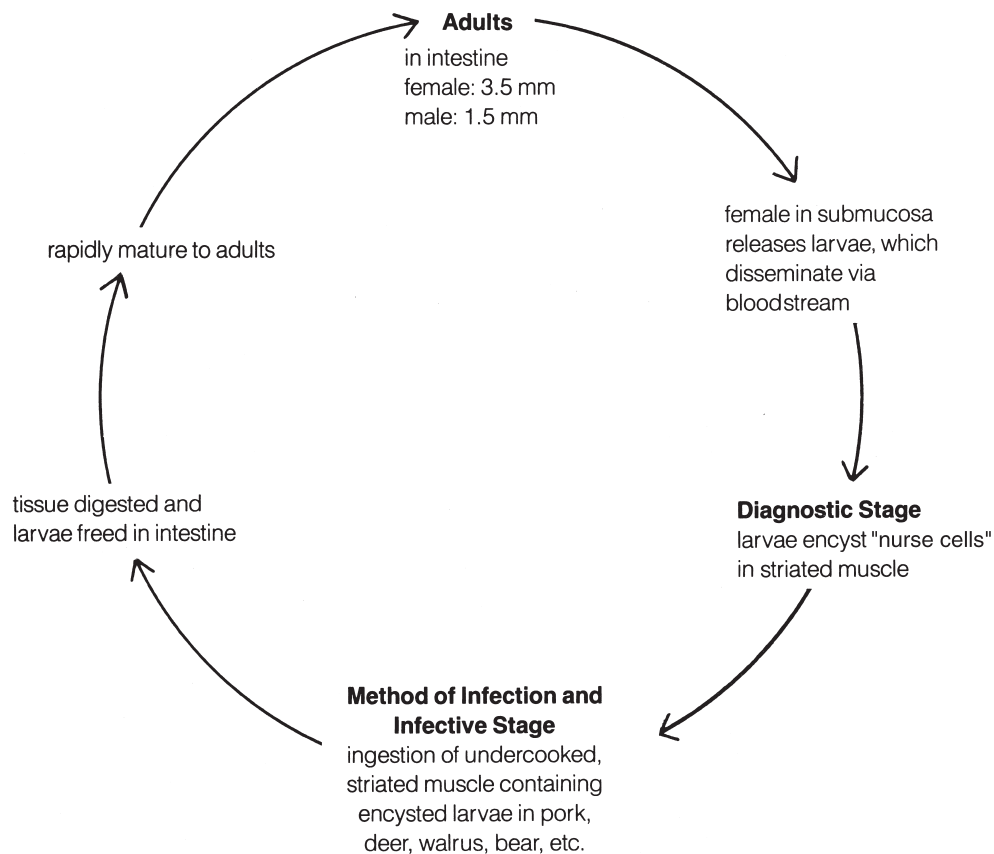 Adults
in intestine
female: 3.5 mm
male: 1.5 mm
female in submucosa
releases larvae, which
disseminate via
bloodstream
Diagnostic Stage
larvae encyst "nurse cells"
in striated muscle
Method of Infection and
Infective Stage
ingestion of undercooked,
striated muscle containing
encysted larvae in pork,
deer, walrus, bear, etc.
tissue digested and
larvae freed in intestine
rapidly mature to adults